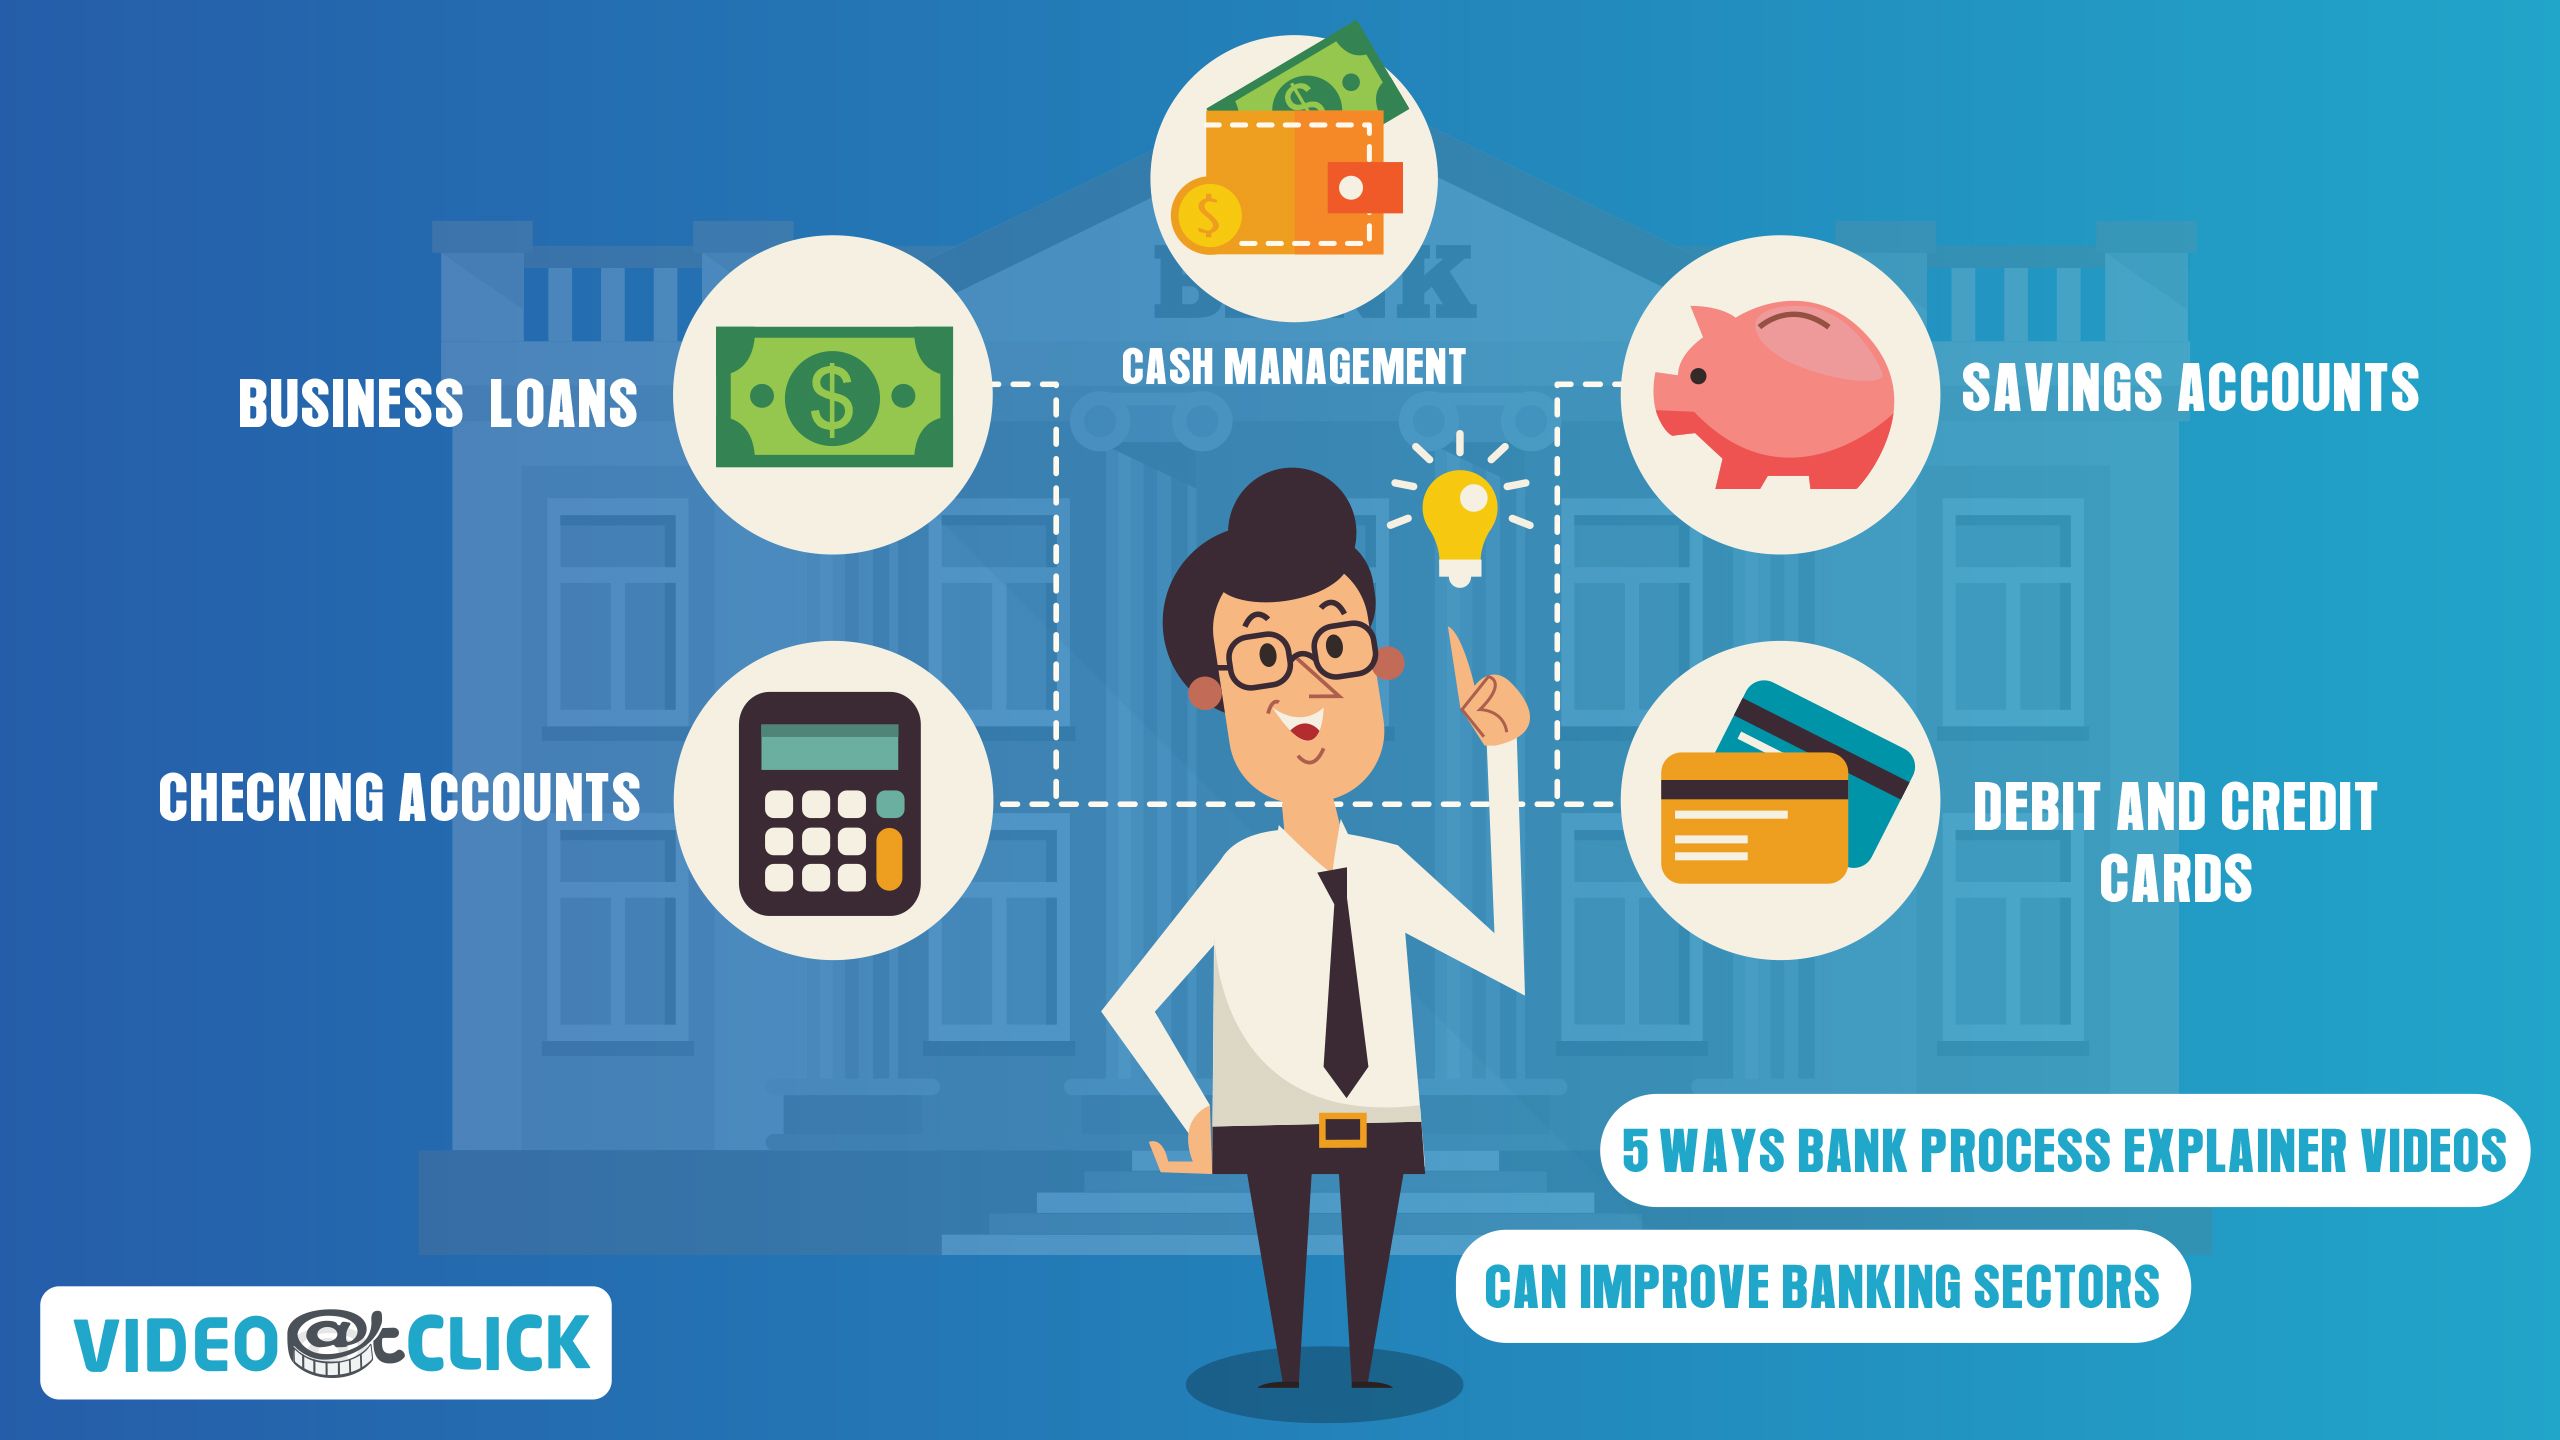 CASH MANAGEMENT
BUSINESS LOANS
SAVINGS ACCOUNTS
CHECKING ACCOUNTS
DEBIT AND CREDIT
CARDS
5 WAYS BANK PROCESS EXPLAINER VIDEOS
CAN IMPROVE BANKING SECTORS
VIDEO@tCLICK